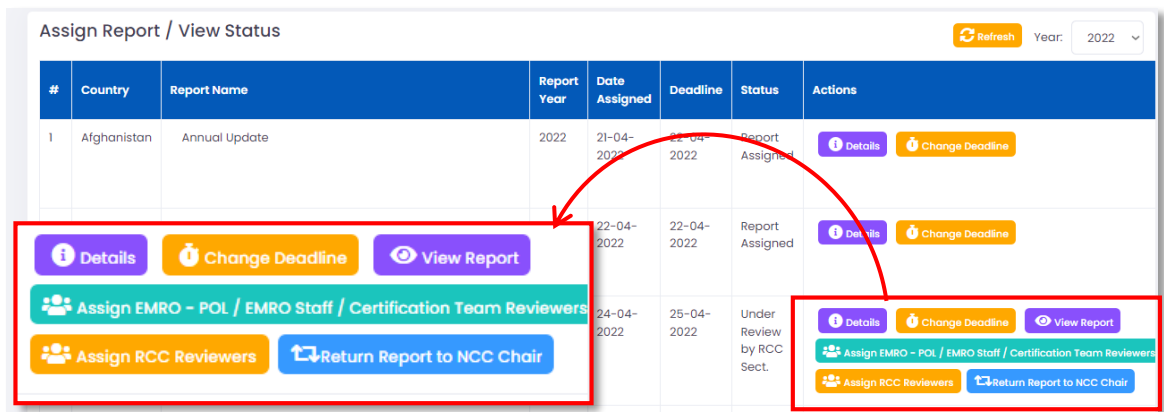 Assign Report / View Status
Refresh Year: 2022
# Country Report Name Report Year Date Assigned Deadline Status Actions
1 Afghanistan Annual Update 2022 21-04-2022 22-04-2022 Report Assigned Details Change Deadline
22-04-2022 22-04-2022 Report Assigned Details Change Deadline
24-04-2022 25-04-2022 Under Review by RCC Sect. Details Change Deadline View Report
Assign EMRO - POL / EMRO Staff / Certification Team Reviewers
Assign RCC Reviewers Return Report to NCC Chair
Details Change Deadline View Report
Assign EMRO - POL / EMRO Staff / Certification Team Reviewers
Assign RCC Reviewers Return Report to NCC Chair